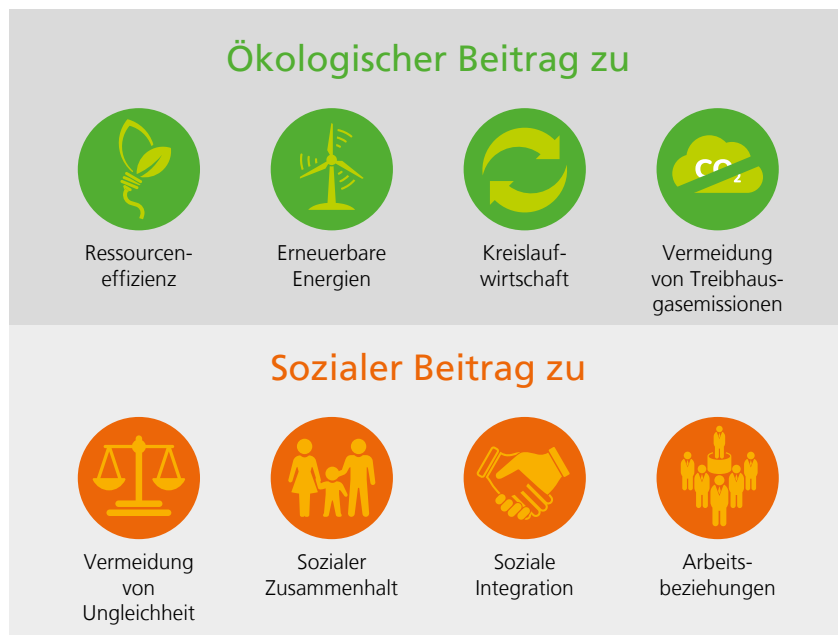 Ökologischer Beitrag zu
CO₂
Ressourcen-
effizienz
Erneuerbare
Energien
Kreislauf-
wirtschaft
Vermeidung
von Treibhaus-
gasemissionen
Sozialer Beitrag zu
Vermeidung
von
Ungleichheit
Sozialer
Zusammenhalt
Soziale
Integration
Arbeits-
beziehungen